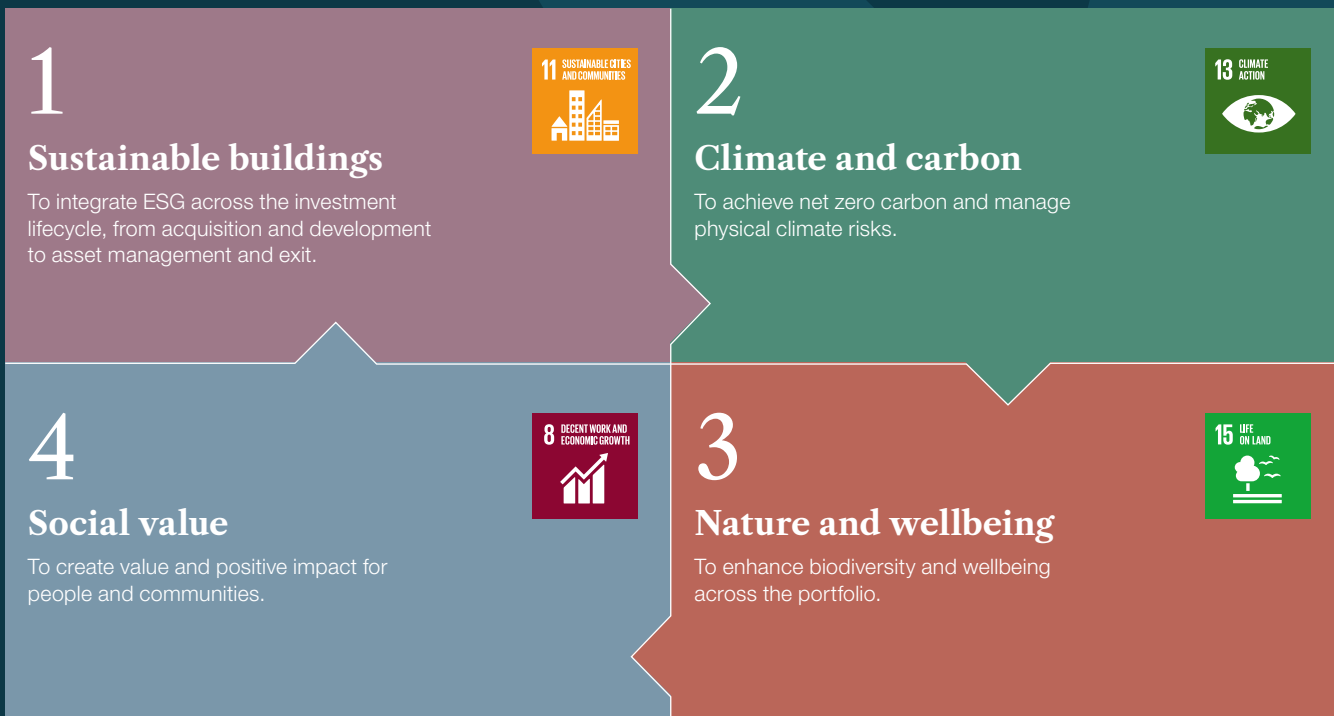 1
11 SUSTAINABLE CITIES
AND COMMUNITIES
Sustainable buildings
To integrate ESG across the investment
lifecycle, from acquisition and development
to asset management and exit.
2
13 CLIMATE
ACTION
Climate and carbon
To achieve net zero carbon and manage
physical climate risks.
4
8 DECENT WORK AND
ECONOMIC GROWTH
Social value
To create value and positive impact for
people and communities.
3
15 LIFE
ON LAND
Nature and wellbeing
To enhance biodiversity and wellbeing
across the portfolio.